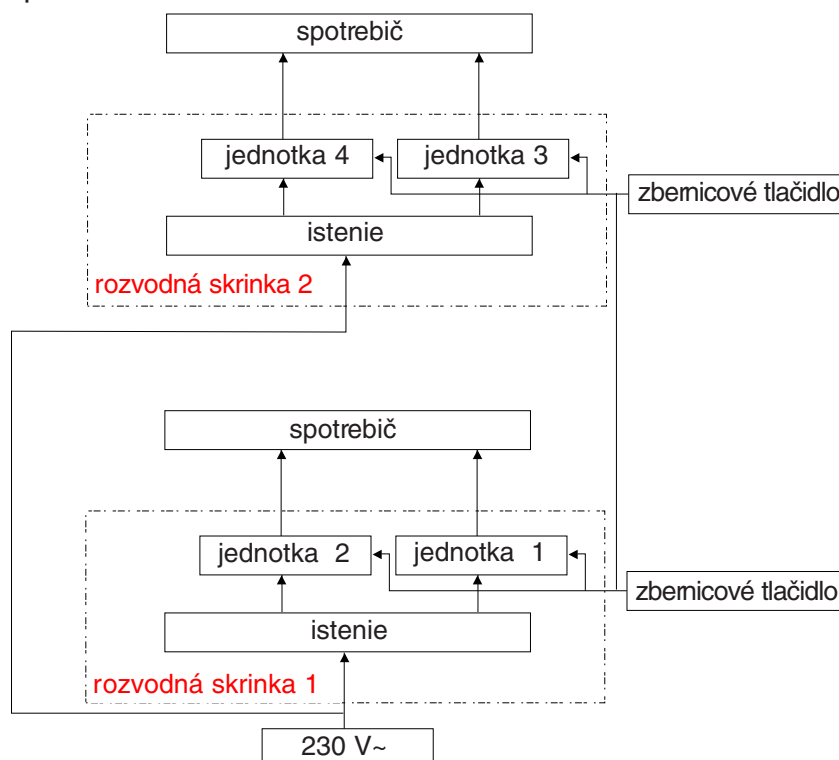 spotrebič
jednotka 4
jednotka 3
zbernicové tlačidlo
istenie
rozvodná skrinka 2
spotrebič
jednotka 2
jednotka 1
zbernicové tlačidlo
istenie
rozvodná skrinka 1
230 V~